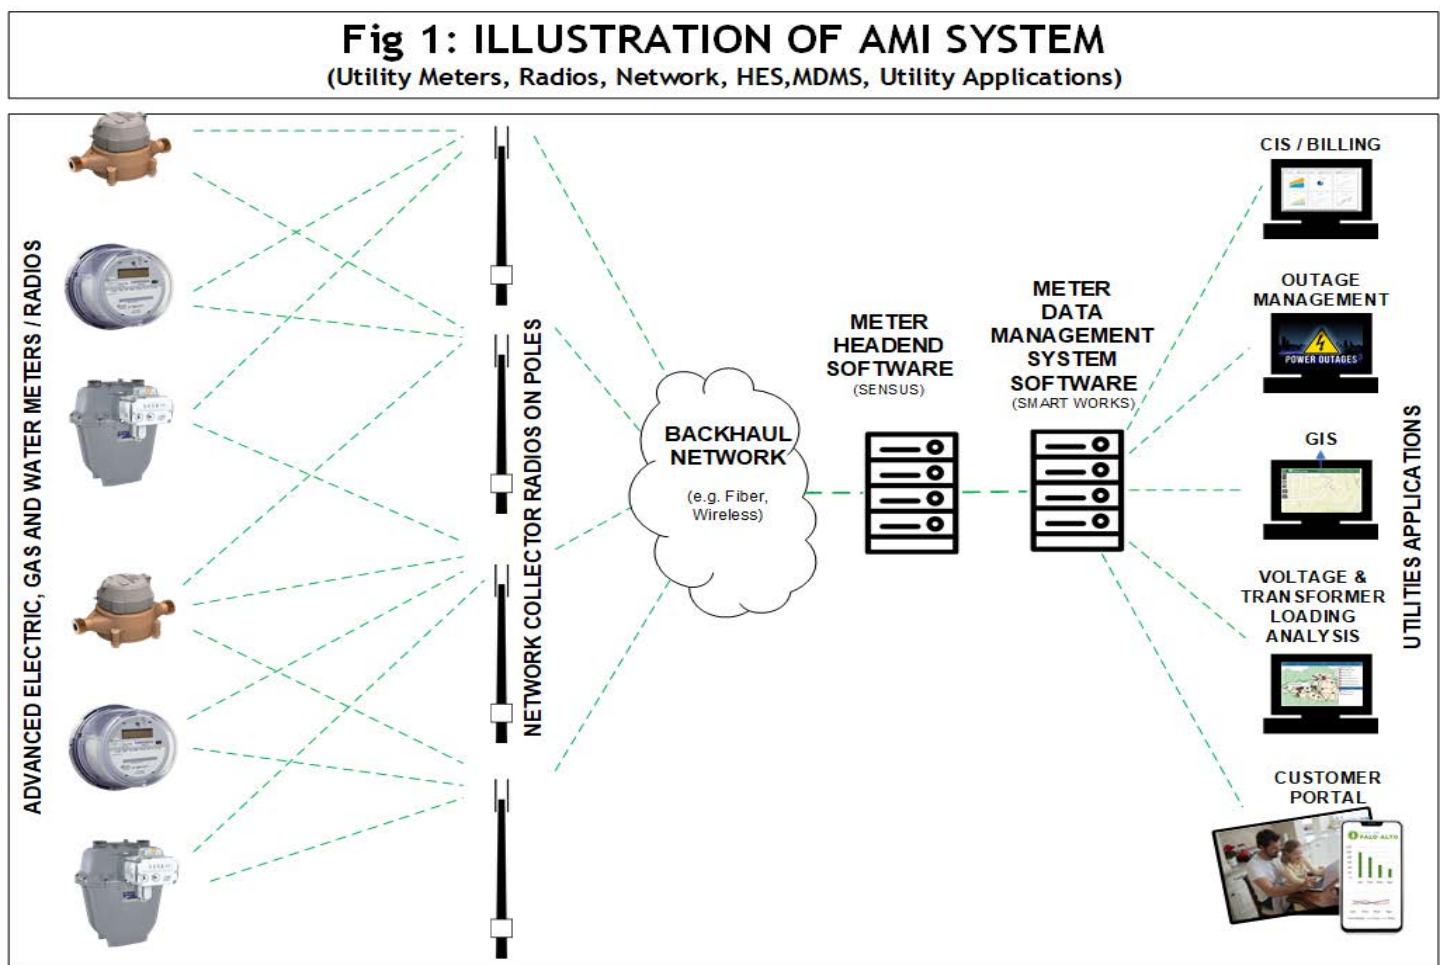 Fig 1: ILLUSTRATION OF AMI SYSTEM
(Utility Meters, Radios, Network, HES,MDMS, Utility Applications)
ADVANCED ELECTRIC, GAS AND WATER METERS / RADIOS
NETWORK COLLECTOR RADIOS ON POLES
BACKHAUL
NETWORK
(e.g. Fiber,
Wireless)
METER
HEADEND
SOFTWARE
(SENSUS)
METER
DATA
MANAGEMENT
SYSTEM
SOFTWARE
(SMART WORKS)
CIS / BILLING
OUTAGE
MANAGEMENT
POWER OUTAGES
GIS
VOLTAGE &
TRANSFORMER
LOADING
ANALYSIS
CUSTOMER
PORTAL
PALO ALTO
UTILITIES APPLICATIONS